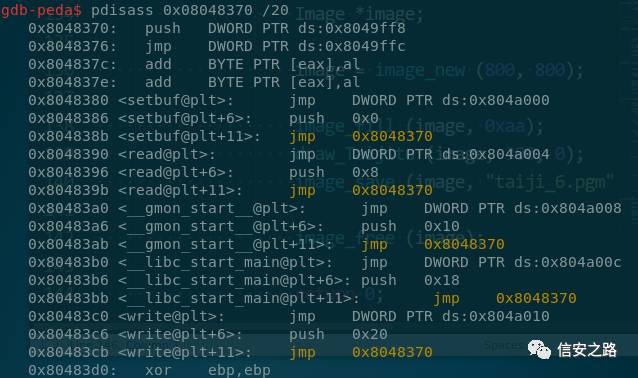 gdb-peda$ pdisass 0x08048370 /20
0x8048370: push DWORD PTR ds:0x8049ff8
0x8048376: jmp DWORD PTR ds:0x8049ffc
0x804837c: add BYTE PTR [eax],al
0x804837e: add BYTE PTR [eax],al
0x8048380 <setbuf@plt>: jmp DWORD PTR ds:0x804a000
0x8048386 <setbuf@plt+6>: push 0x0
0x804838b <setbuf@plt+11>: jmp 0x8048370
0x8048390 <read@plt>: jmp DWORD PTR ds:0x804a004
0x8048396 <read@plt+6>: push 0x8
0x804839b <read@plt+11>: jmp 0x8048370
0x80483a0 <__gmon_start__@plt>: jmp DWORD PTR ds:0x804a008
0x80483a6 <__gmon_start__@plt+6>: push 0x10
0x80483ab <__gmon_start__@plt+11>: jmp 0x8048370
0x80483b0 <__libc_start_main@plt>: jmp DWORD PTR ds:0x804a00c
0x80483b6 <__libc_start_main@plt+6>: push 0x18
0x80483bb <__libc_start_main@plt+11>: jmp 0x8048370
0x80483c0 <write@plt>: jmp DWORD PTR ds:0x804a010
0x80483c6 <write@plt+6>: push 0x20
0x80483cb <write@plt+11>: jmp 0x8048370
0x80483d0: xor ebp,ebp
Image *image;
image = image_new (800, 800);
(image, 0xaa);
image_save (image, "taiji_6.pgm"
image_free (image);
Spaces
信安之路